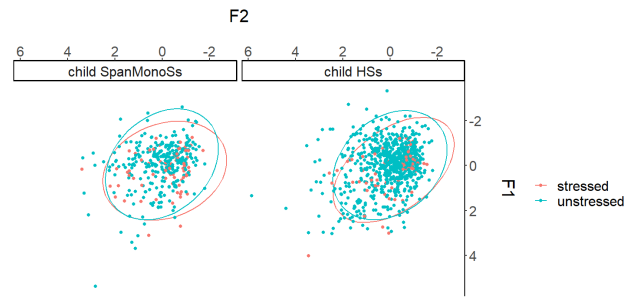 F2
6 4 2 0 -2 6 4 2 0 -2
child SpanMonoSs child HSs
-2
0
2
4
F1
stressed
unstressed